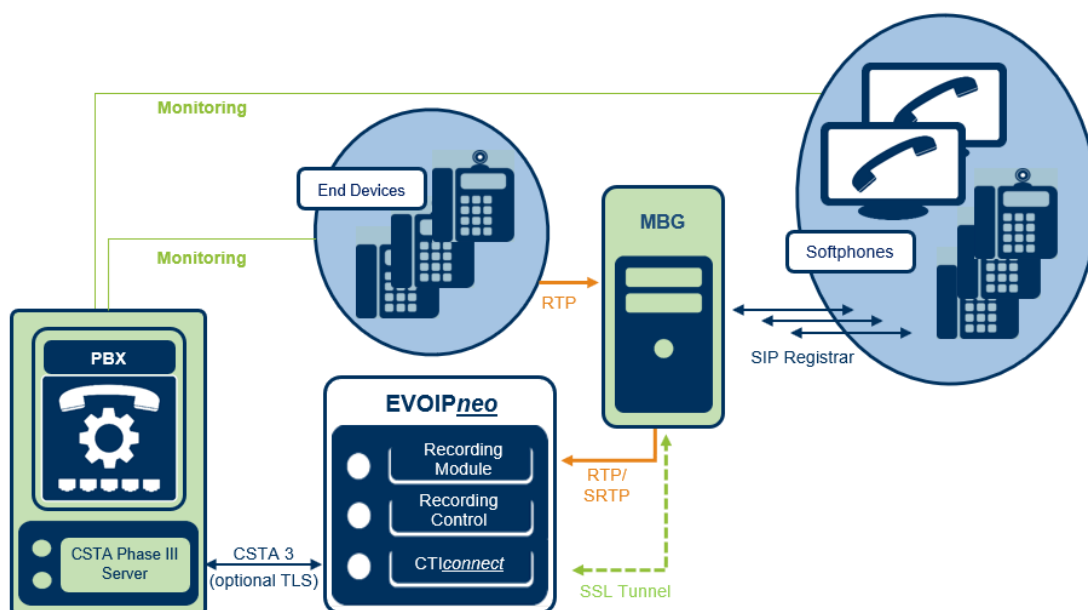 Monitoring
End Devices
Monitoring
MBG
Softphones
RTP
SIP Registrar
PBX
EVOIPneo
Recording
Module
Recording
Control
CTIconnect
RTP/
SRTP
CSTA Phase III
Server
CSTA 3
(optional TLS)
SSL Tunnel